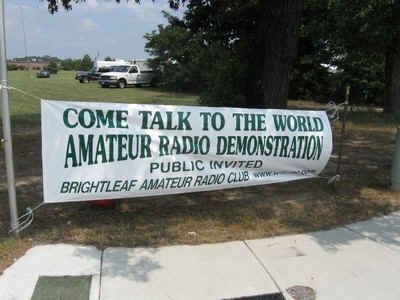 COME TALK TO THE WORLD
AMATEUR RADIO DEMONSTRATION
PUBLIC INVITED
BRIGHTLEAF AMATEUR RADIO CLUB